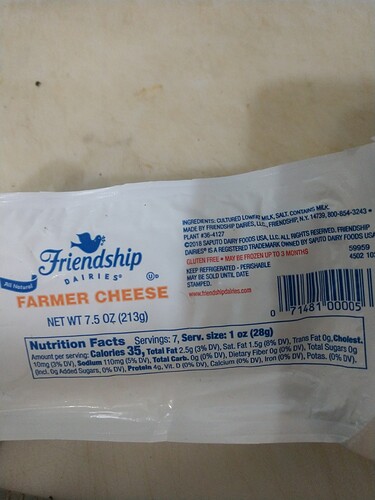 Friendship
DAIRIES®
All Natural
FARMER CHEESE
NET WT 7.5 OZ (213g)
INGREDIENTS: CULTURED LOWFAT MILK, SALT. CONTAINS MILK.
MADE BY FRIENDSHIP DAIRIES, LLC., FRIENDSHIP, N.Y. 14739, 800-854-3243 •
PLANT #36-4127
©2018 SAPUTO DAIRY FOODS USA, LLC. ALL RIGHTS RESERVED. FRIENDSHIP
DAIRIES® IS A REGISTERED TRADEMARK OWNED BY SAPUTO DAIRY FOODS USA
GLUTEN FREE • MAY BE FROZEN UP TO 3 MONTHS
KEEP REFRIGERATED - PERISHABLE
MAY BE SOLD UNTIL DATE
STAMPED.
www.friendshipdairies.com
59959
4502 10
0 71481 00005
Nutrition Facts Servings: 7, Serv. size: 1 oz (28g)
Amount per serving: Calories 35, Total Fat 2.5g (3% DV), Sat. Fat 1.5g (8% DV), Trans Fat 0g, Cholest.
10mg (3% DV), Sodium 110mg (5% DV), Total Carb. 0g (0% DV), Dietary Fiber 0g (0% DV), Total Sugars 0g
(Incl. 0g Added Sugars, 0% DV), Protein 4g, Vit. D (0% DV), Calcium (0% DV), Iron (0% DV), Potas. (0% DV).